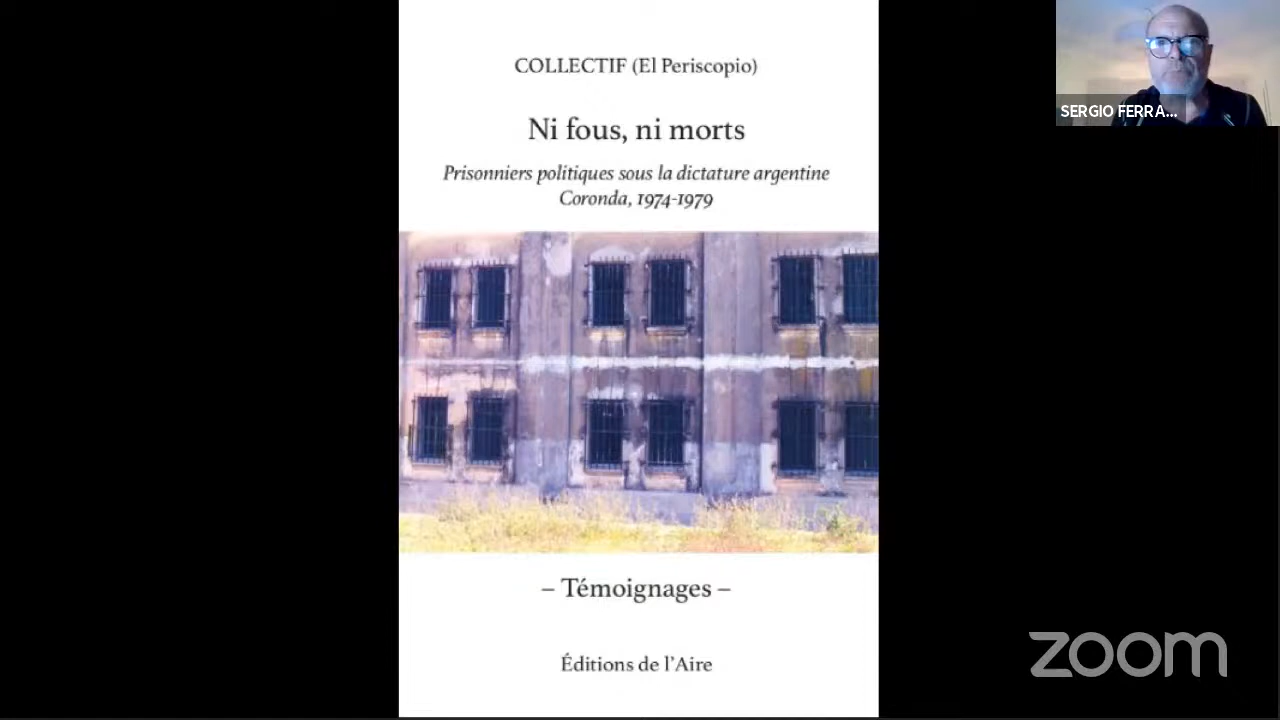 COLLECTIF (El Periscopio)
Ni fous, ni morts
Prisonniers politiques sous la dictature argentine
Coronda, 1974-1979
– Témoignages –
Éditions de l'Aire
SERGIO FERRA...
zoom